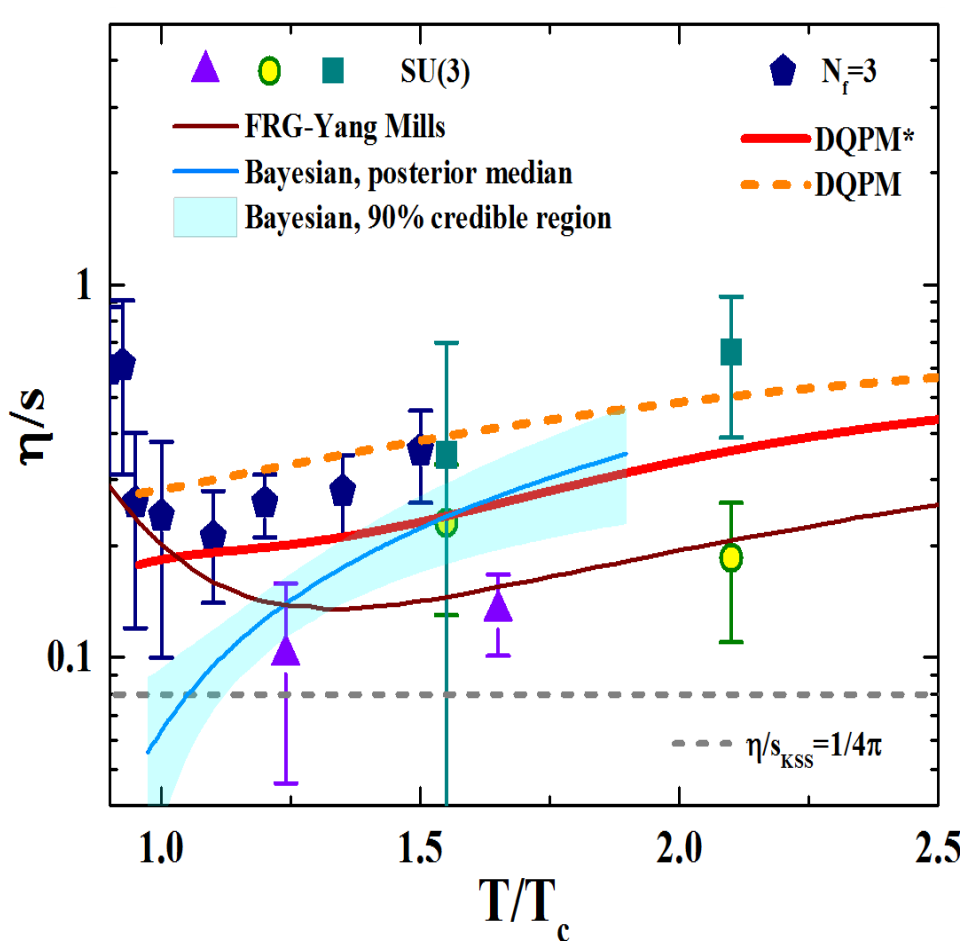 SU(3)
N_f=3
FRG-Yang Mills
DQPM*
Bayesian, posterior median
DQPM
Bayesian, 90% credible region
1
η/s
0.1
η/s_KSS=1/4π
1.0
1.5
2.0
2.5
T/T_c